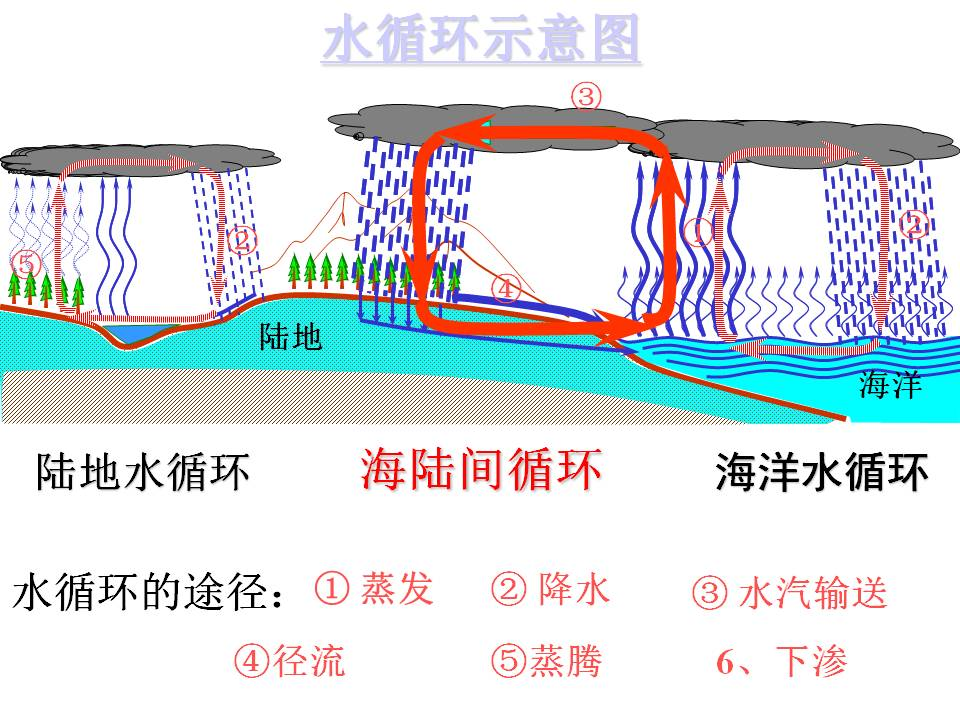 水循环示意图
③
②
①
②
⑤
④
陆地
海洋
陆地水循环
海陆间循环
海洋水循环
水循环的途径：① 蒸发 ② 降水 ③ 水汽输送
④径流 ⑤蒸腾 6、下渗